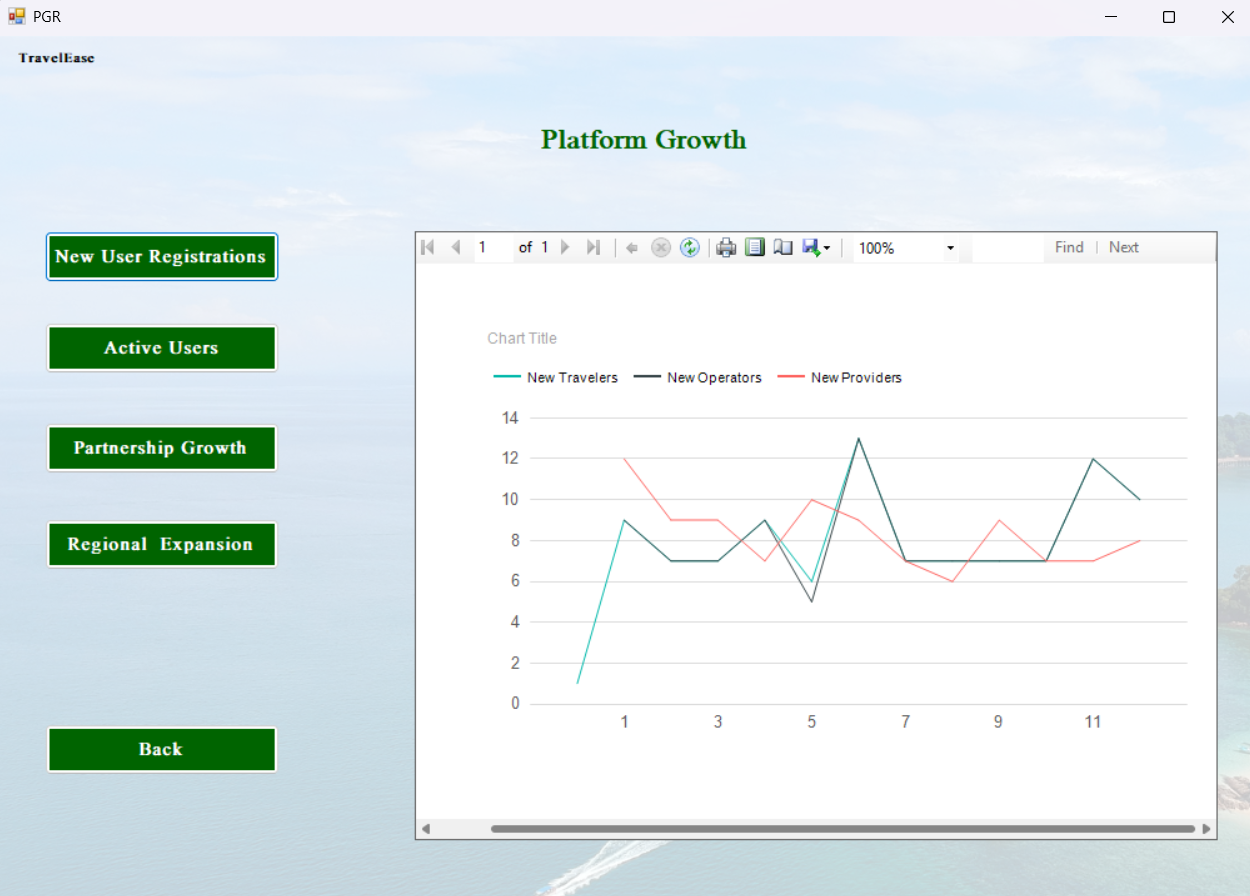 PGR
TravelEase
Platform Growth
New User Registrations
Active Users
Partnership Growth
Regional Expansion
Back
1 of 1 100% Find Next
Chart Title
New Travelers New Operators New Providers
14
12
10
8
6
4
2
0
1 3 5 7 9 11